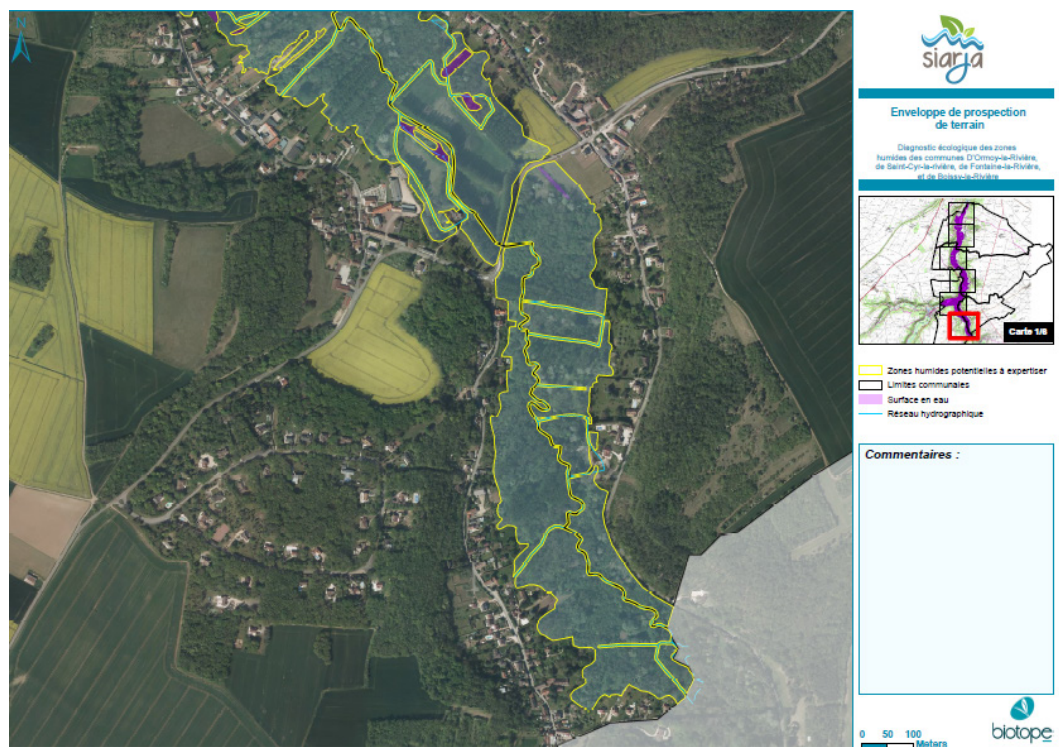 N
siarja
Enveloppe de prospection
de terrain
Diagnostic écologique des zones
humides des communes D'Ormoy-la-Rivière,
de Saint-Cyr-la-rivière, de Fontaine-la-Rivière,
et de Boissy-la-Rivière
Carte 1/6
Zones humides potentielles à expertiser
Limites communales
Surface en eau
Réseau hydrographique
Commentaires :
0 50 100
Meters
biotope